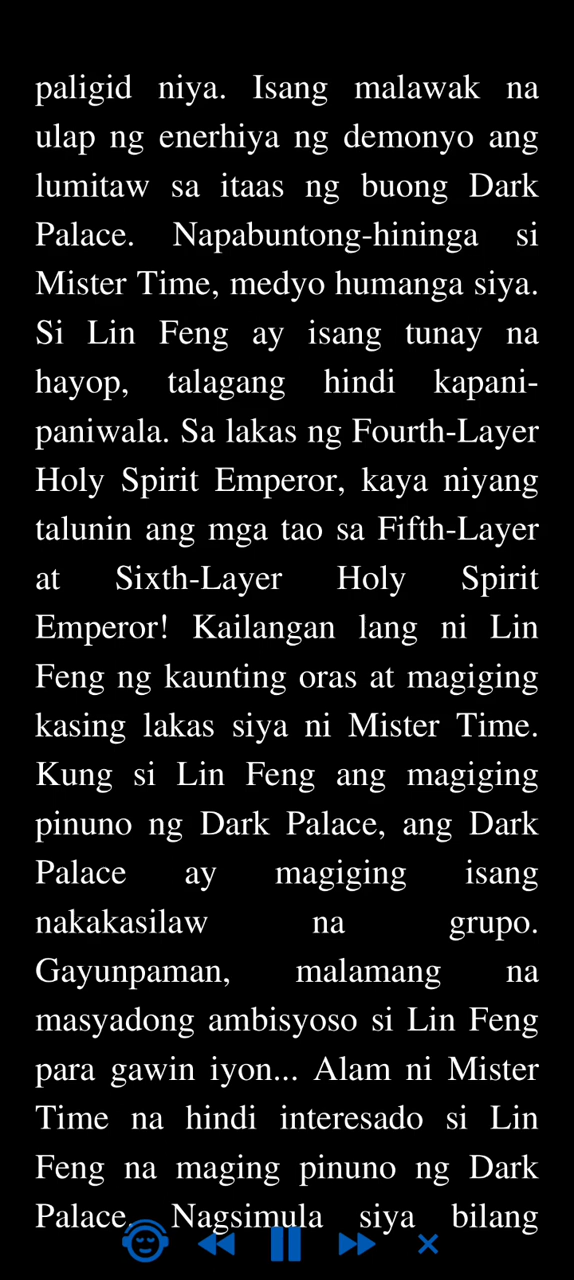 paligid niya. Isang malawak na
ulap ng enerhiya ng demonyo ang
lumitaw sa itaas ng buong Dark
Palace. Napabuntong-hininga si
Mister Time, medyo humanga siya.
Si Lin Feng ay isang tunay na
hayop, talagang hindi kapani-
paniwala. Sa lakas ng Fourth-Layer
Holy Spirit Emperor, kaya niyang
talunin ang mga tao sa Fifth-Layer
at Sixth-Layer Holy Spirit
Emperor! Kailangan lang ni Lin
Feng ng kaunting oras at magiging
kasing lakas siya ni Mister Time.
Kung si Lin Feng ang magiging
pinuno ng Dark Palace, ang Dark
Palace ay magiging isang
nakakasilaw na grupo.
Gayunpaman, malamang na
masyadong ambisyoso si Lin Feng
para gawin iyon... Alam ni Mister
Time na hindi interesado si Lin
Feng na maging pinuno ng Dark
Palace. Nagsimula siya bilang